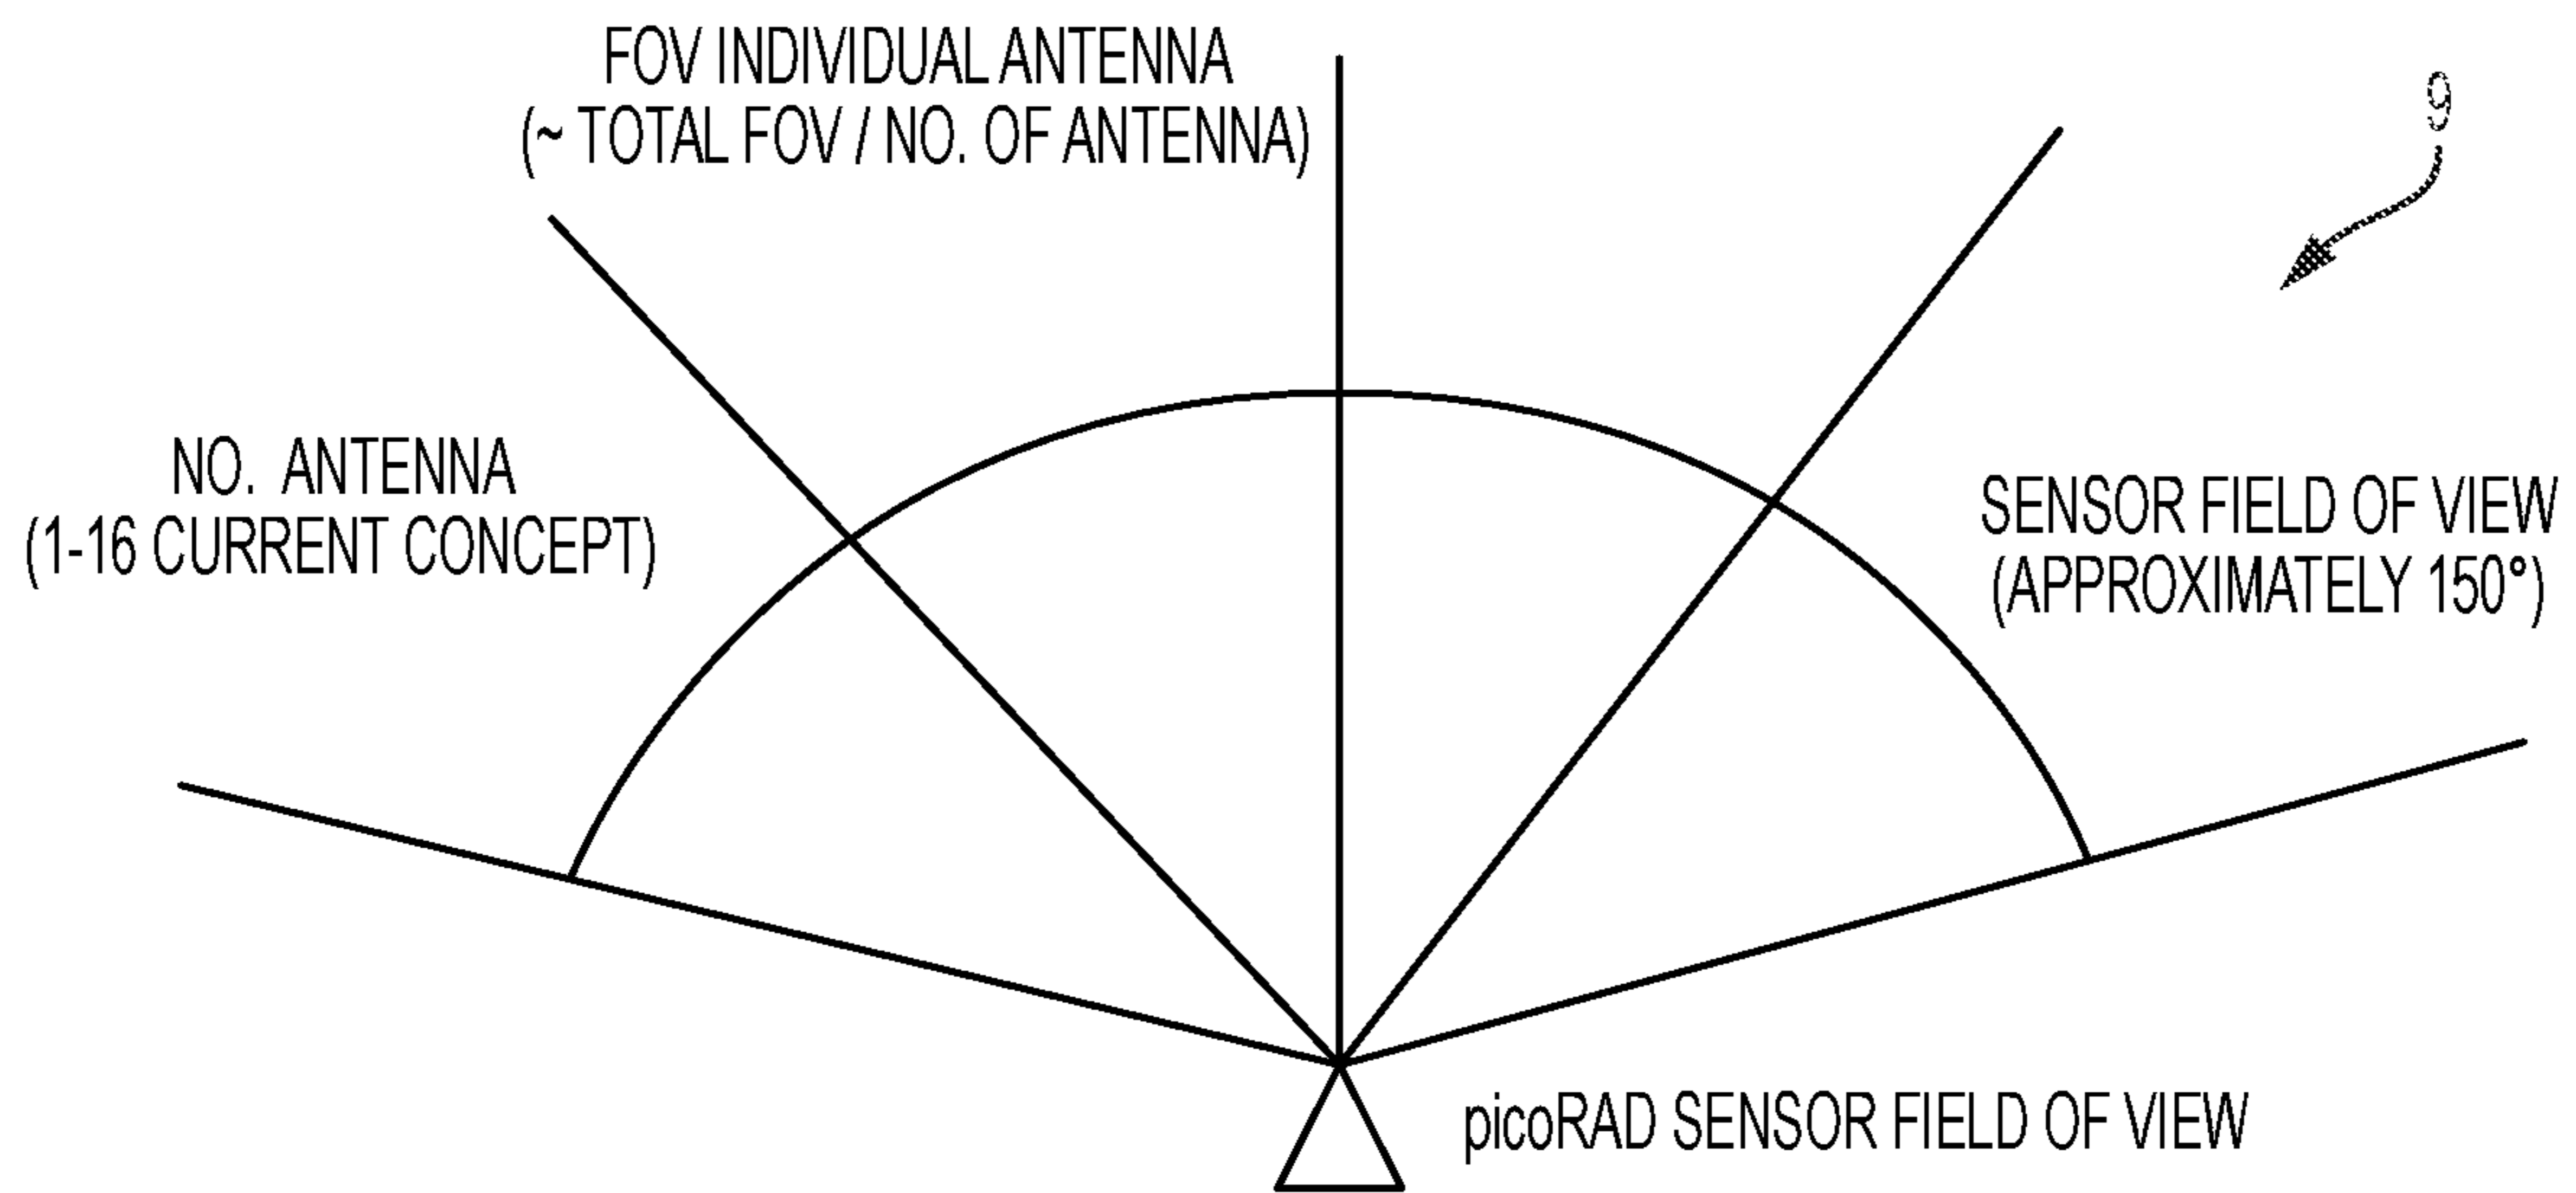 FOV INDIVIDUAL ANTENNA
(~ TOTAL FOV / NO. OF ANTENNA)
9
NO. ANTENNA
(1-16 CURRENT CONCEPT)
SENSOR FIELD OF VIEW
(APPROXIMATELY 150°)
picoRAD SENSOR FIELD OF VIEW